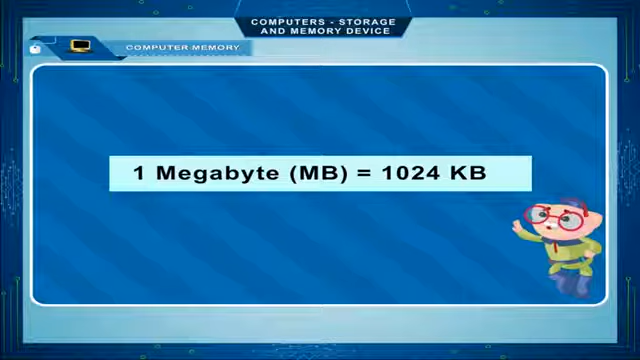 COMPUTERS - STORAGE
AND MEMORY DEVICE
COMPUTER MEMORY
1 Megabyte (MB) = 1024 KB